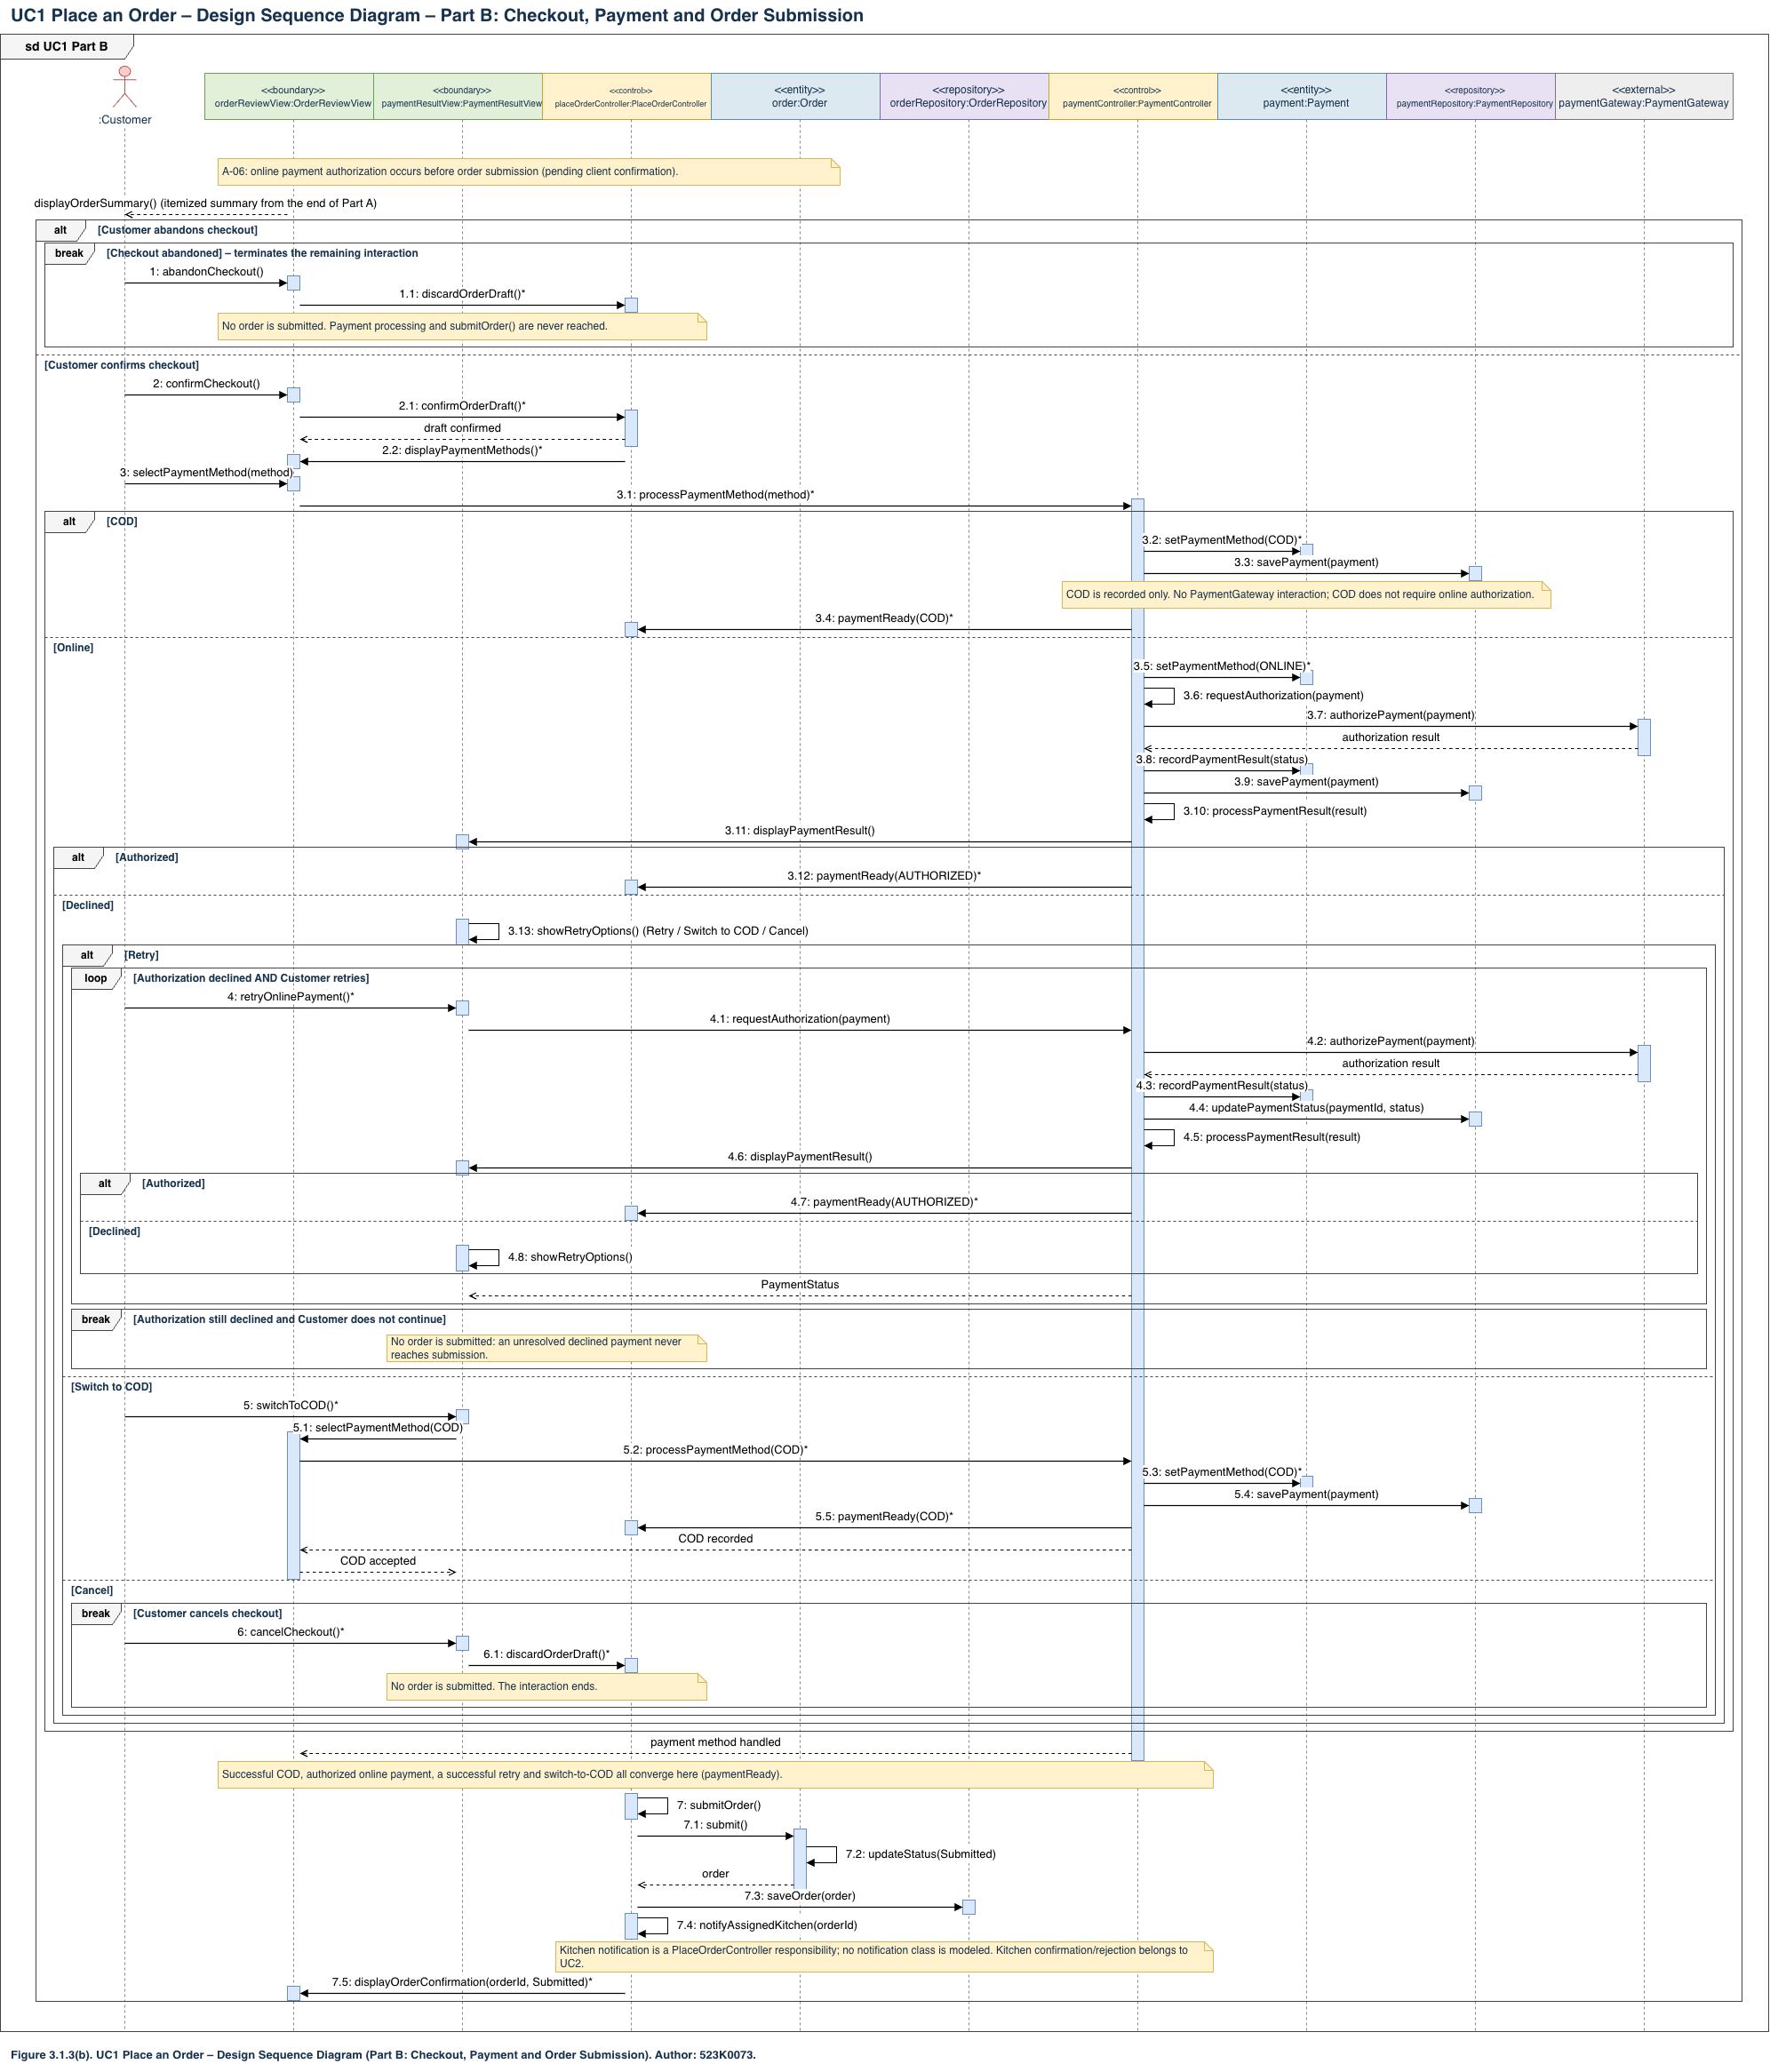 UC1 Place an Order – Design Sequence Diagram – Part B: Checkout, Payment and Order Submission
sd UC1 Part B
:Customer
<<boundary>>
orderReviewView:OrderReviewView
<<boundary>>
paymentResultView:PaymentResultView
<<control>>
placeOrderController:PlaceOrderController
<<entity>>
order:Order
<<repository>>
orderRepository:OrderRepository
<<control>>
paymentController:PaymentController
<<entity>>
payment:Payment
<<repository>>
paymentRepository:PaymentRepository
<<external>>
paymentGateway:PaymentGateway
A-06: online payment authorization occurs before order submission (pending client confirmation).
displayOrderSummary() (itemized summary from the end of Part A)
alt [Customer abandons checkout]
break [Checkout abandoned] – terminates the remaining interaction
1: abandonCheckout()
1.1: discardOrderDraft()*
No order is submitted. Payment processing and submitOrder() are never reached.
[Customer confirms checkout]
2: confirmCheckout()
2.1: confirmOrderDraft()*
draft confirmed
2.2: displayPaymentMethods()*
3: selectPaymentMethod(method)
3.1: processPaymentMethod(method)*
alt [COD]
3.2: setPaymentMethod(COD)*
3.3: savePayment(payment)
COD is recorded only. No PaymentGateway interaction; COD does not require online authorization.
3.4: paymentReady(COD)*
[Online]
3.5: setPaymentMethod(ONLINE)*
3.6: requestAuthorization(payment)
3.7: authorizePayment(payment)
authorization result
3.8: recordPaymentResult(status)
3.9: savePayment(payment)
3.10: processPaymentResult(result)
3.11: displayPaymentResult()
alt [Authorized]
3.12: paymentReady(AUTHORIZED)*
[Declined]
3.13: showRetryOptions() (Retry / Switch to COD / Cancel)
alt [Retry]
loop [Authorization declined AND Customer retries]
4: retryOnlinePayment()*
4.1: requestAuthorization(payment)
4.2: authorizePayment(payment)
authorization result
4.3: recordPaymentResult(status)
4.4: updatePaymentStatus(paymentId, status)
4.5: processPaymentResult(result)
4.6: displayPaymentResult()
alt [Authorized]
4.7: paymentReady(AUTHORIZED)*
[Declined]
4.8: showRetryOptions()
PaymentStatus
break [Authorization still declined and Customer does not continue]
No order is submitted: an unresolved declined payment never
reaches submission.
[Switch to COD]
5: switchToCOD()*
5.1: selectPaymentMethod(COD)
5.2: processPaymentMethod(COD)*
5.3: setPaymentMethod(COD)*
5.4: savePayment(payment)
5.5: paymentReady(COD)*
COD recorded
COD accepted
[Cancel]
break [Customer cancels checkout]
6: cancelCheckout()*
6.1: discardOrderDraft()*
No order is submitted. The interaction ends.
payment method handled
Successful COD, authorized online payment, a successful retry and switch-to-COD all converge here (paymentReady).
7: submitOrder()
7.1: submit()
7.2: updateStatus(Submitted)
order
7.3: saveOrder(order)
7.4: notifyAssignedKitchen(orderId)
Kitchen notification is a PlaceOrderController responsibility; no notification class is modeled. Kitchen confirmation/rejection belongs to
UC2.
7.5: displayOrderConfirmation(orderId, Submitted)*
Figure 3.1.3(b). UC1 Place an Order – Design Sequence Diagram (Part B: Checkout, Payment and Order Submission). Author: 523K0073.